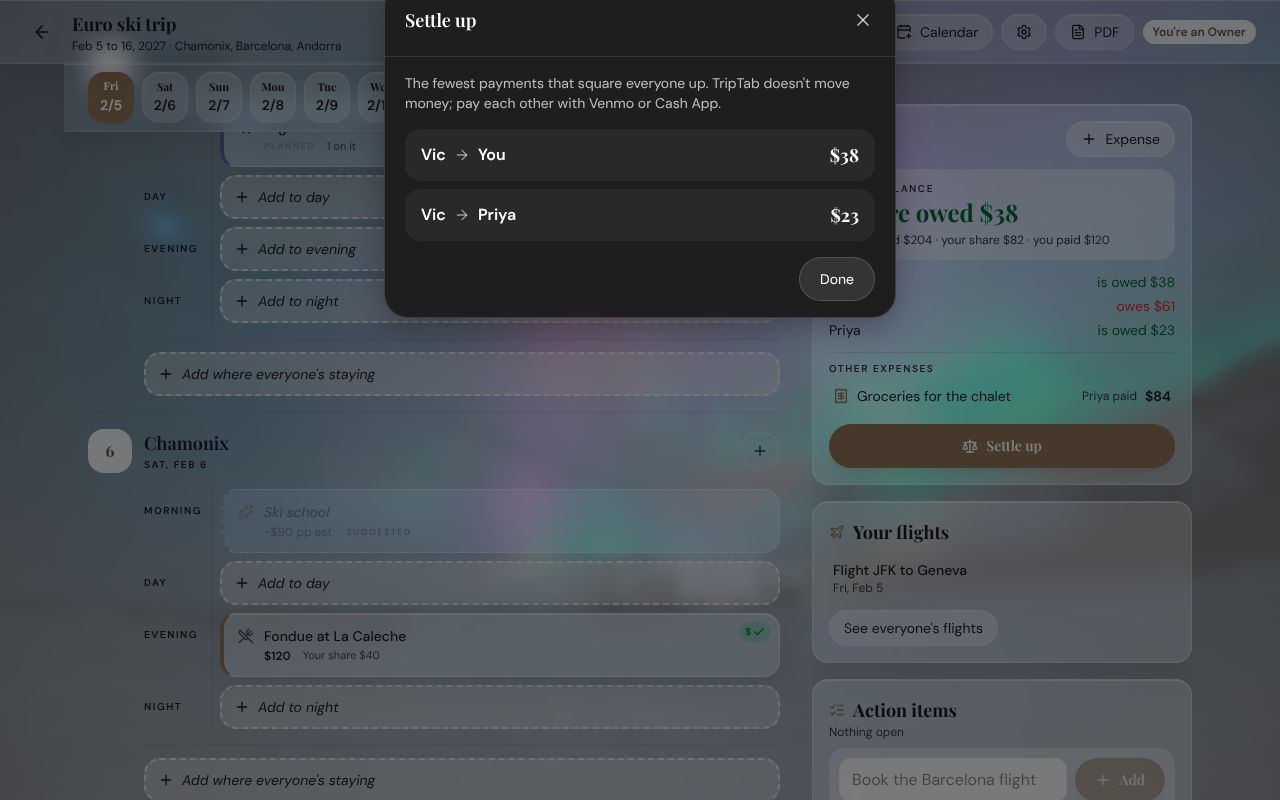 Euro ski trip
Feb 5 to 16, 2027 · Chamonix, Barcelona, Andorra
Calendar
PDF
You're an Owner
Fri
2/5
Sat
2/6
Sun
2/7
Mon
2/8
Tue
2/9
Settle up
The fewest payments that square everyone up. TripTab doesn't move
money; pay each other with Venmo or Cash App.
Vic → You $38
Vic → Priya $23
Done
PLANNED 1 on it
DAY
+ Add to day
EVENING
+ Add to evening
NIGHT
+ Add to night
+ Add where everyone's staying
6
Chamonix
SAT, FEB 6
+
MORNING
Ski school
~$90 pp est. SUGGESTED
DAY
+ Add to day
EVENING
Fondue at La Caleche
$120 Your share $40
$ ✓
NIGHT
+ Add to night
+ Add where everyone's staying
+ Expense
owed $38
$204 · your share $82 · you paid $120
is owed $38
owes $61
Priya is owed $23
OTHER EXPENSES
Groceries for the chalet Priya paid $84
Settle up
Your flights
Flight JFK to Geneva
Fri, Feb 5
See everyone's flights
Action items
Nothing open
Book the Barcelona flight
+ Add